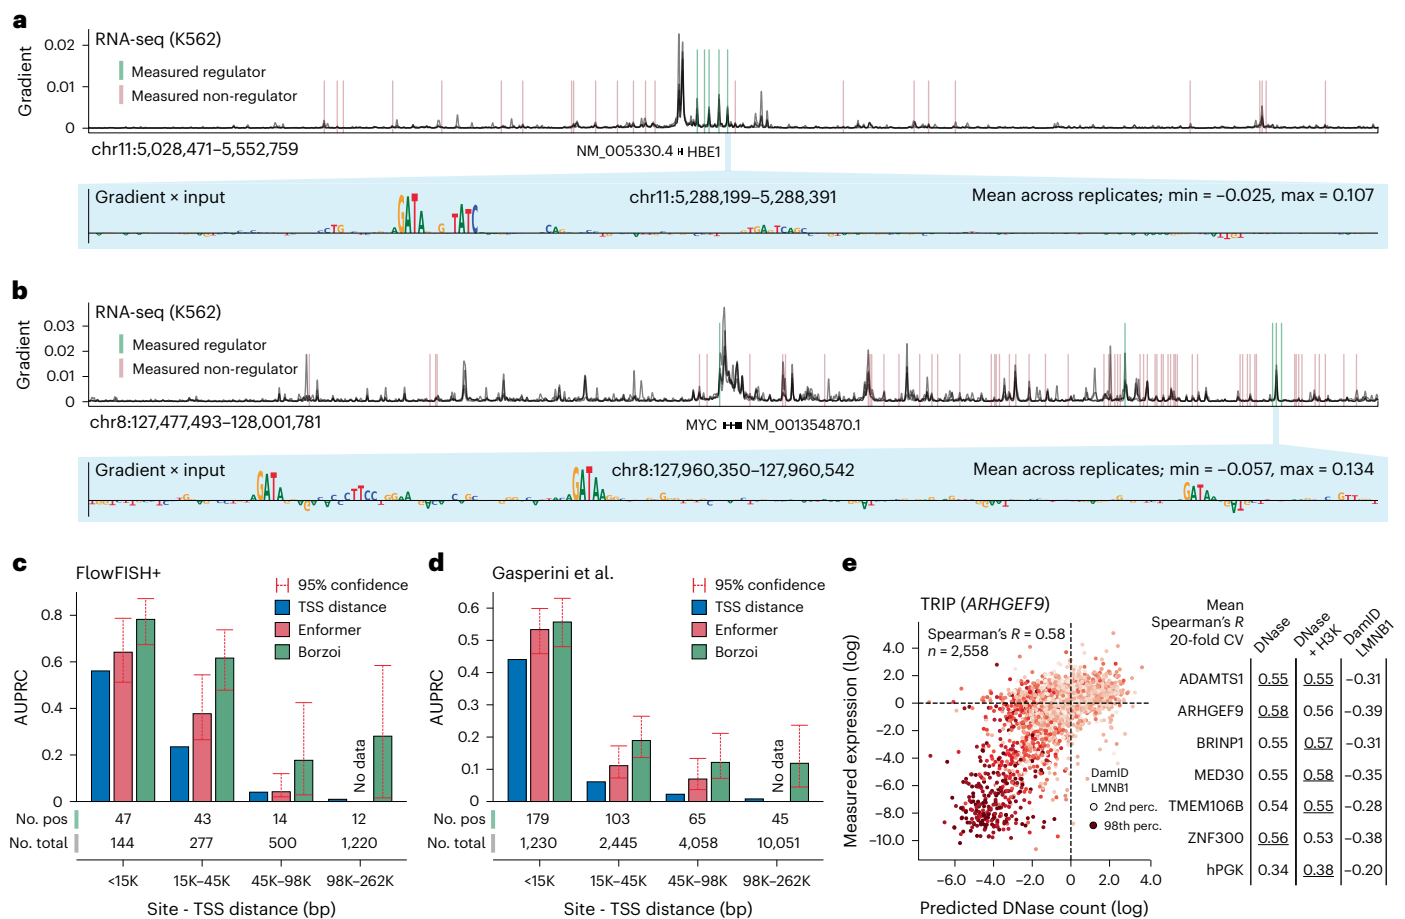 a
RNA-seq (K562)
Measured regulator
Measured non-regulator
Gradient
0.02
0.01
0
chr11:5,028,471–5,552,759
NM_005330.4 HBE1
Gradient × input
chr11:5,288,199–5,288,391
Mean across replicates; min = −0.025, max = 0.107
b
RNA-seq (K562)
Measured regulator
Measured non-regulator
Gradient
0.03
0.02
0.01
0
chr8:127,477,493–128,001,781
MYC NM_001354870.1
Gradient × input
chr8:127,960,350–127,960,542
Mean across replicates; min = −0.057, max = 0.134
c
FlowFISH+
95% confidence
TSS distance
Enformer
Borzoi
AUPRC
0.8
0.6
0.4
0.2
0
No data
No. pos 47 43 14 12
No. total 144 277 500 1,220
<15K 15K–45K 45K–98K 98K–262K
Site - TSS distance (bp)
d
Gasperini et al.
95% confidence
TSS distance
Enformer
Borzoi
AUPRC
0.6
0.5
0.4
0.3
0.2
0.1
0
No data
No. pos 179 103 65 45
No. total 1,230 2,445 4,058 10,051
<15K 15K–45K 45K–98K 98K–262K
Site - TSS distance (bp)
e
TRIP (ARHGEF9)
Spearman's R = 0.58
n = 2,558
Measured expression (log)
4.0
2.0
0
−2.0
−4.0
−6.0
−8.0
−10.0
DamID
LMNB1
2nd perc.
98th perc.
−6.0 −4.0 −2.0 0 2.0 4.0
Predicted DNase count (log)
Mean
Spearman's R
20-fold CV
DNase
DNase
+ H3K
DamID
LMNB1
ADAMTS1 0.55 0.55 −0.31
ARHGEF9 0.58 0.56 −0.39
BRINP1 0.55 0.57 −0.31
MED30 0.55 0.58 −0.35
TMEM106B 0.54 0.55 −0.28
ZNF300 0.56 0.53 −0.38
hPGK 0.34 0.38 −0.20